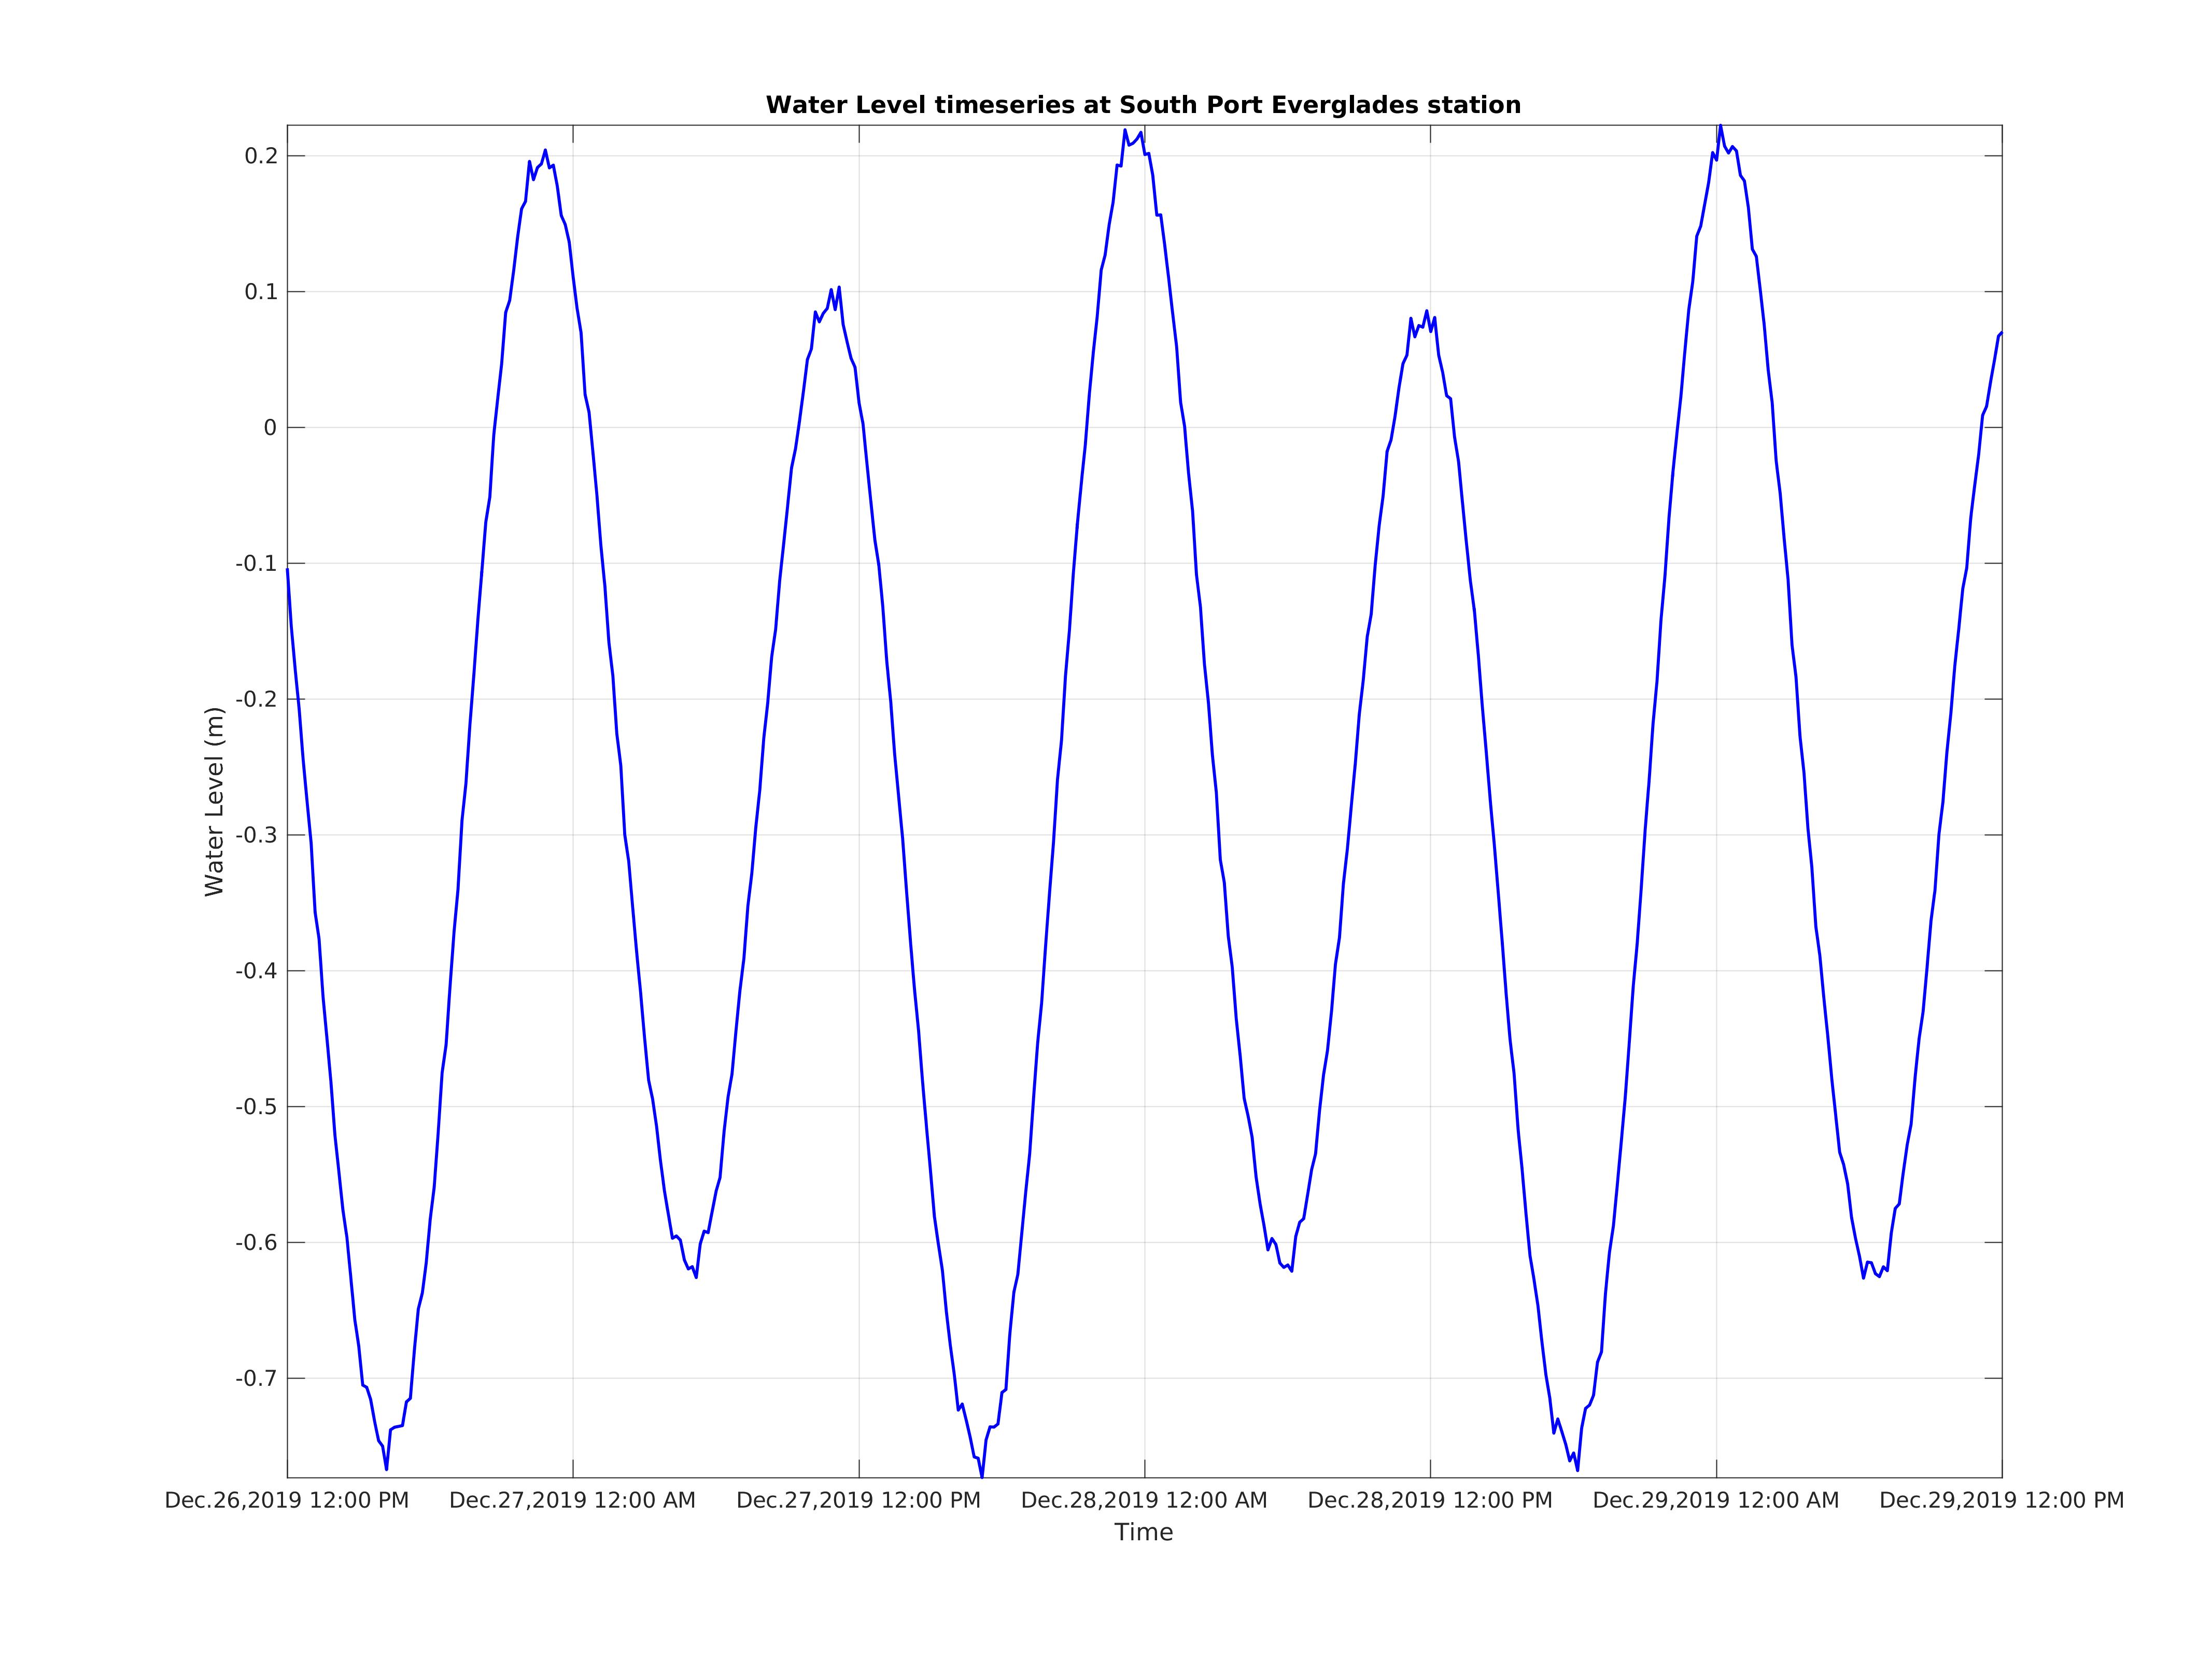 Water Level timeseries at South Port Everglades station
0.2
0.1
0
-0.1
-0.2
-0.3
-0.4
-0.5
-0.6
-0.7
Water Level (m)
Dec.26,2019 12:00 PM
Dec.27,2019 12:00 AM
Dec.27,2019 12:00 PM
Dec.28,2019 12:00 AM
Dec.28,2019 12:00 PM
Dec.29,2019 12:00 AM
Dec.29,2019 12:00 PM
Time